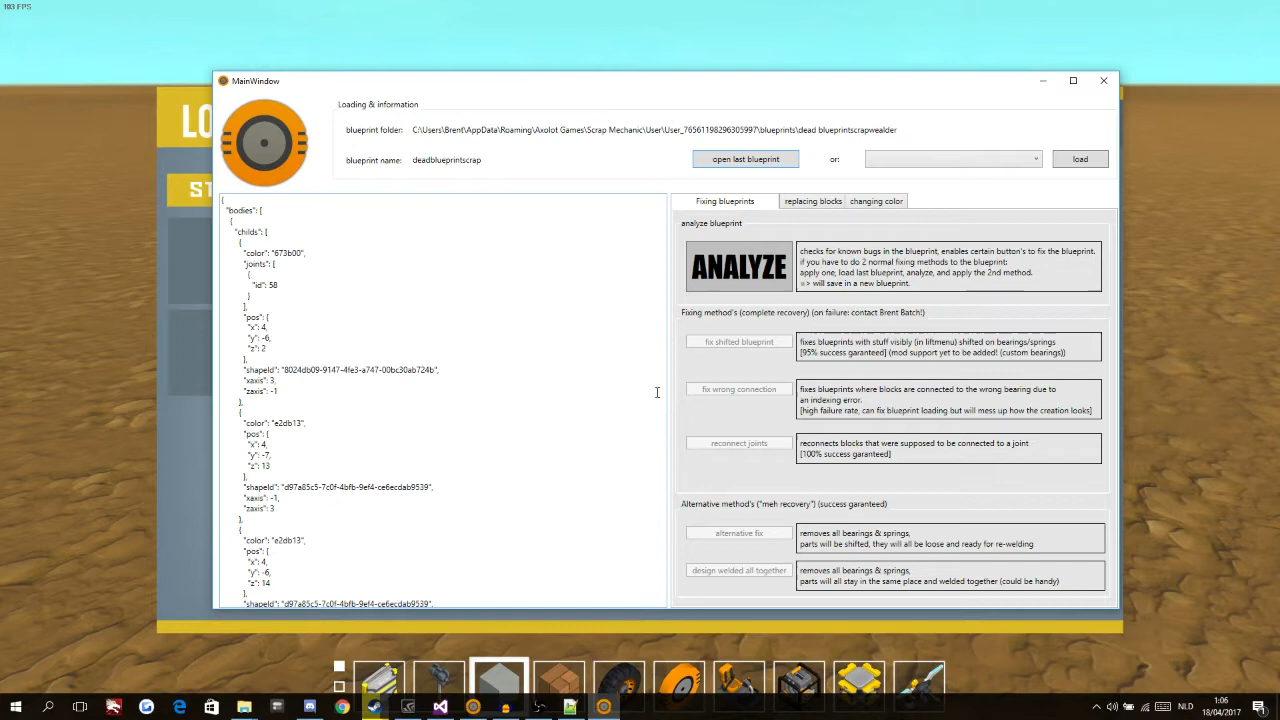 103 FPS
MainWindow
LO
ST
Loading & information
blueprint folder: C:\Users\Brent\AppData\Roaming\Axolot Games\Scrap Mechanic\User\User_76561198296305997\blueprints\dead blueprintscrapwealder
blueprint name: deadblueprintscrap
open last blueprint
or:
load
{
"bodies": [
{
"childs": [
{
"color": "673b00",
"joints": [
{
"id": 58
}
],
"pos": {
"x": 4,
"y": -6,
"z": 2
},
"shapeId": "8024db09-9147-4fe3-a747-00bc30ab724b",
"xaxis": 3,
"zaxis": -1
},
{
"color": "e2db13",
"pos": {
"x": 4,
"y": -7,
"z": 13
},
"shapeId": "d97a85c5-7c0f-4bfb-9ef4-ce6ecdab9539",
"xaxis": -1,
"zaxis": 3
},
{
"color": "e2db13",
"pos": {
"x": 4,
"y": -6,
"z": 14
},
"shapeId": "d97a85c5-7c0f-4bfb-9ef4-ce6ecdab9539",
Fixing blueprints
replacing blocks
changing color
analyze blueprint
ANALYZE
checks for known bugs in the blueprint, enables certain button's to fix the blueprint.
if you have to do 2 normal fixing methods to the blueprint:
apply one, load last blueprint, analyze, and apply the 2nd method.
=> will save in a new blueprint.
Fixing method's (complete recovery) (on failure: contact Brent Batch!)
fix shifted blueprint
fixes blueprints with stuff visibly (in liftmenu) shifted on bearings/springs
[95% success garanteed] (mod support yet to be added! (custom bearings))
fix wrong connection
fixes blueprints where blocks are connected to the wrong bearing due to
an indexing error.
[high failure rate, can fix blueprint loading but will mess up how the creation looks]
reconnect joints
reconnects blocks that were supposed to be connected to a joint
[100% success garanteed]
Alternative method's ("meh recovery") (success garanteed)
alternative fix
removes all bearings & springs,
parts will be shifted, they will all be loose and ready for re-welding
design welded all together
removes all bearings & springs,
parts will all stay in the same place and welded together (could be handy)
NLD
1:06
18/04/2017